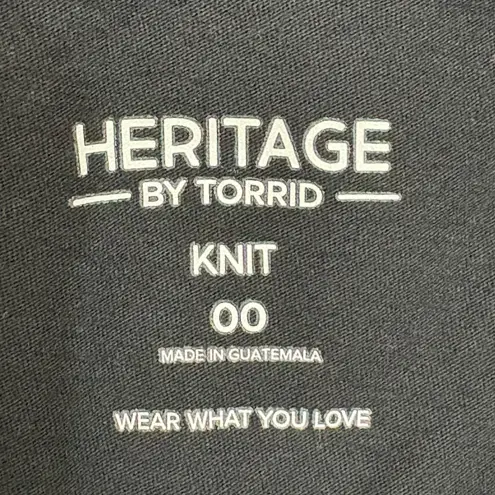 HERITAGE
BY TORRID
KNIT
00
MADE IN GUATEMALA
WEAR WHAT YOU LOVE